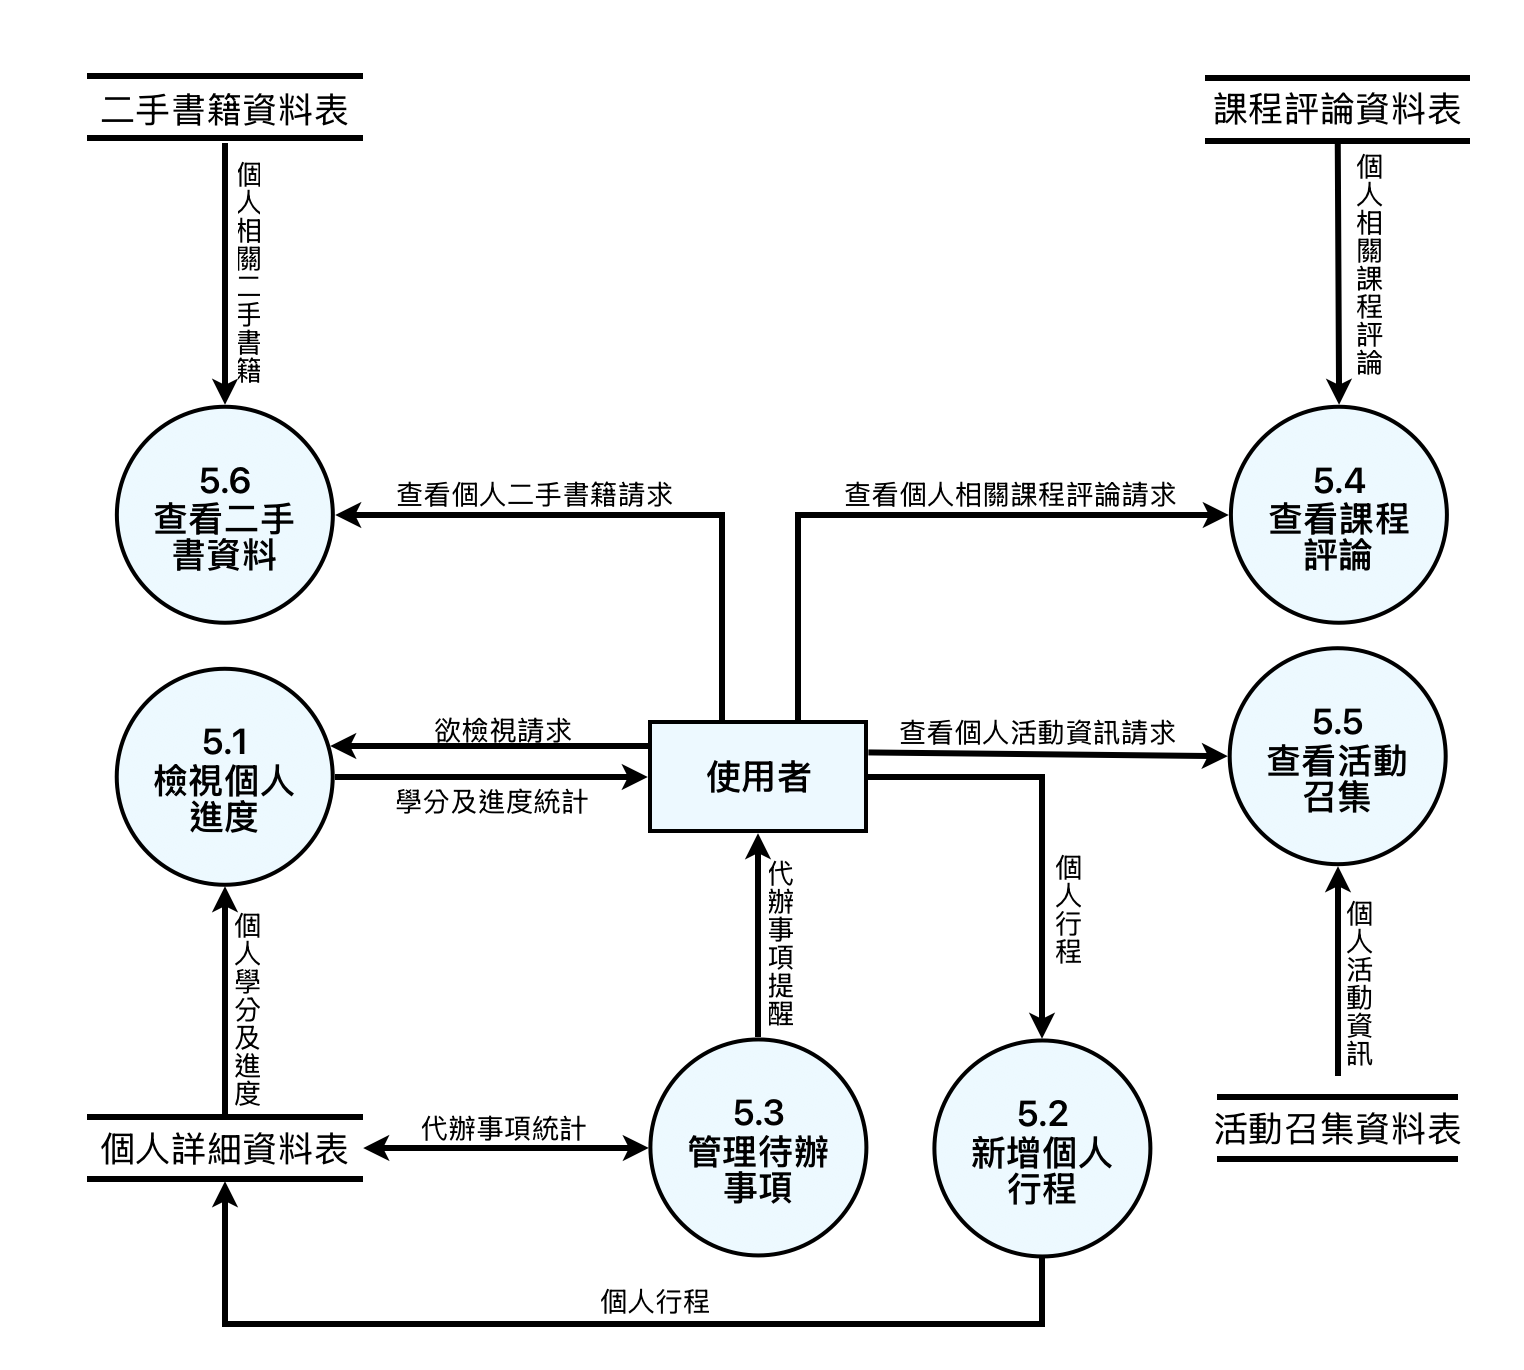 二手書籍資料表
課程評論資料表
個人相關二手書籍
個人相關課程評論
5.6
查看二手
書資料
查看個人二手書籍請求
查看個人相關課程評論請求
5.4
查看課程
評論
5.1
檢視個人
進度
欲檢視請求
學分及進度統計
使用者
查看個人活動資訊請求
5.5
查看活動
召集
個人學分及進度
代辦事項提醒
個人行程
個人活動資訊
個人詳細資料表
代辦事項統計
5.3
管理待辦
事項
5.2
新增個人
行程
活動召集資料表
個人行程